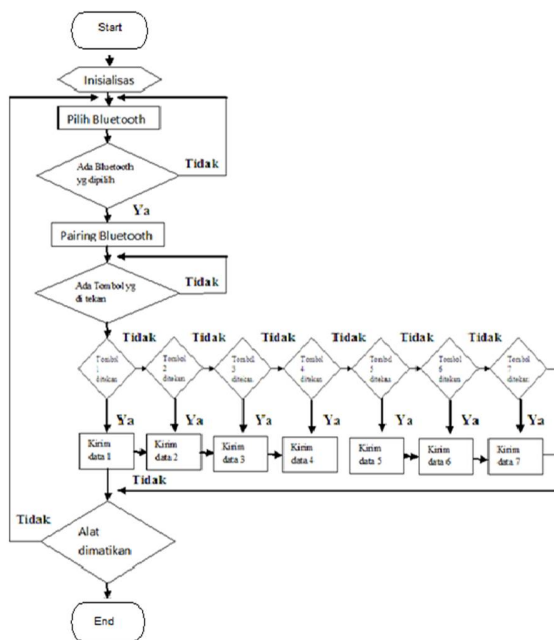 Start
Inisialisas
Pilih Bluetooth
Tidak
Ada Bluetooth
yg dipilih
Ya
Pairing Bluetooth
Tidak
Ada Tombol yg
di tekan
Tidak Tidak Tidak Tidak Tidak Tidak
Tombol
1
ditekan
Tombol
2
ditekan
Tombol
3
ditekan
Tombol
4
ditekan
Tombol
5
ditekan
Tombol
6
ditekan
Tombol
7
ditekan
Ya Ya Ya Ya Ya Ya Ya
Kirim
data 1
Kirim
data 2
Kirim
data 3
Kirim
data 4
Kirim
data 5
Kirim
data 6
Kirim
data 7
Tidak
Tidak
Alat
dimatikan
End